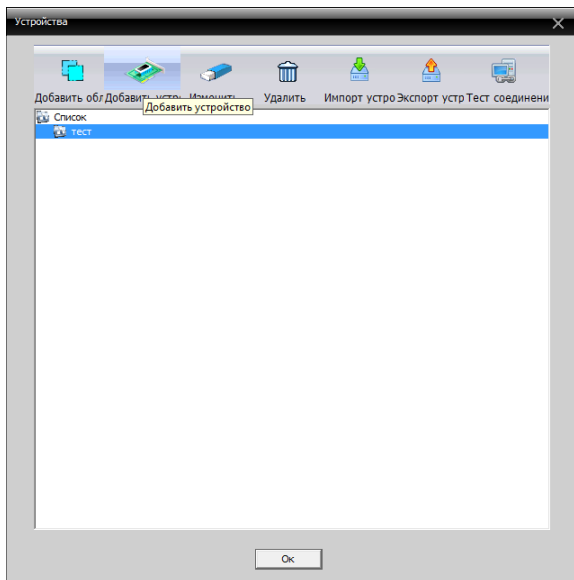 Устройства
Добавить обл Добавить устр Изменить Удалить Импорт устро Экспорт устр Тест соединени
Добавить устройство
Список
тест
Ок